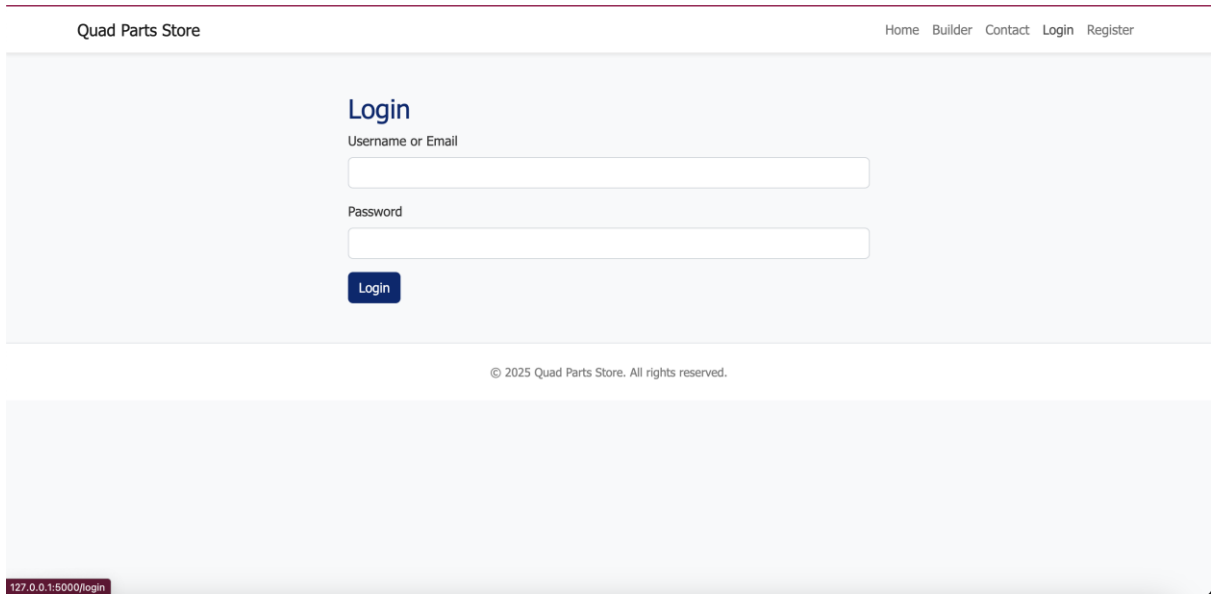 Quad Parts Store Home Builder Contact Login Register
Login
Username or Email
Password
Login
© 2025 Quad Parts Store. All rights reserved.
127.0.0.1:5000/login